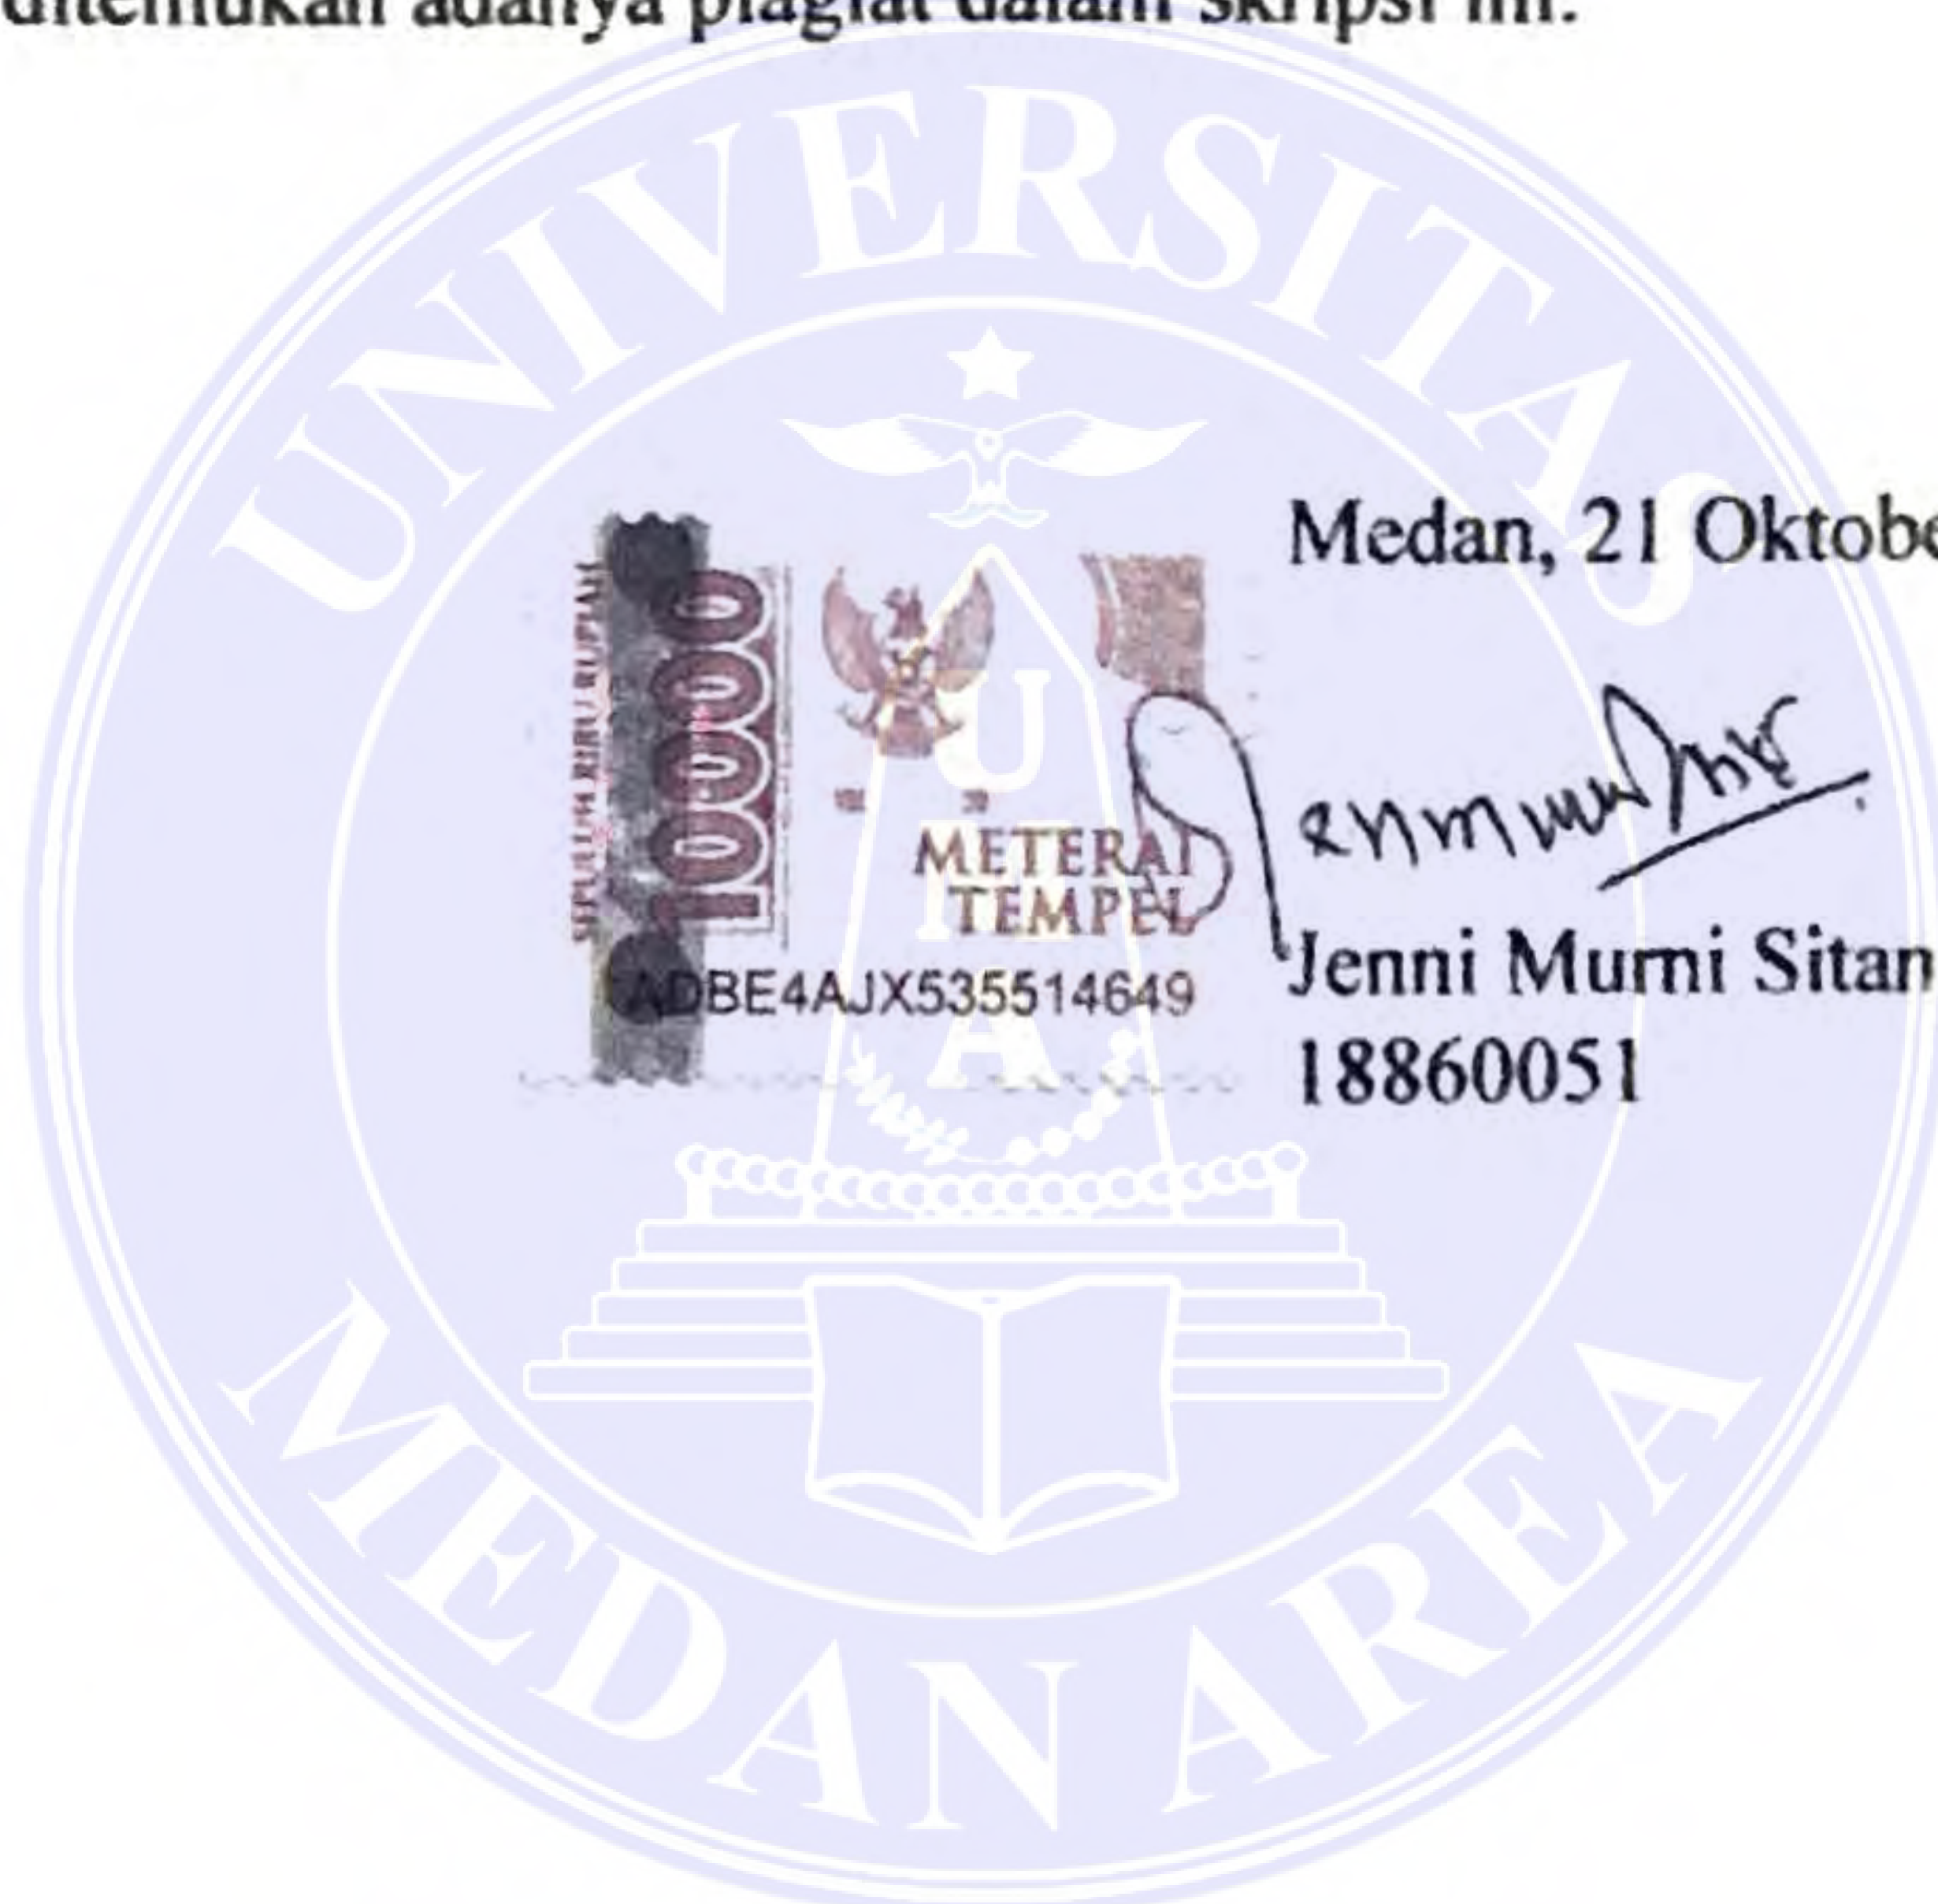 ditemukan adanya plagiat dalam skripsi ini.
UNIVERSITAS
Medan, 21 Oktobe
SEPULUH RIBU RUPIAH
10000
METERAI
TEMPEL
ADBE4AJX535514649
Jenni Murni Sitan
18860051
UMA
MEDAN AREA